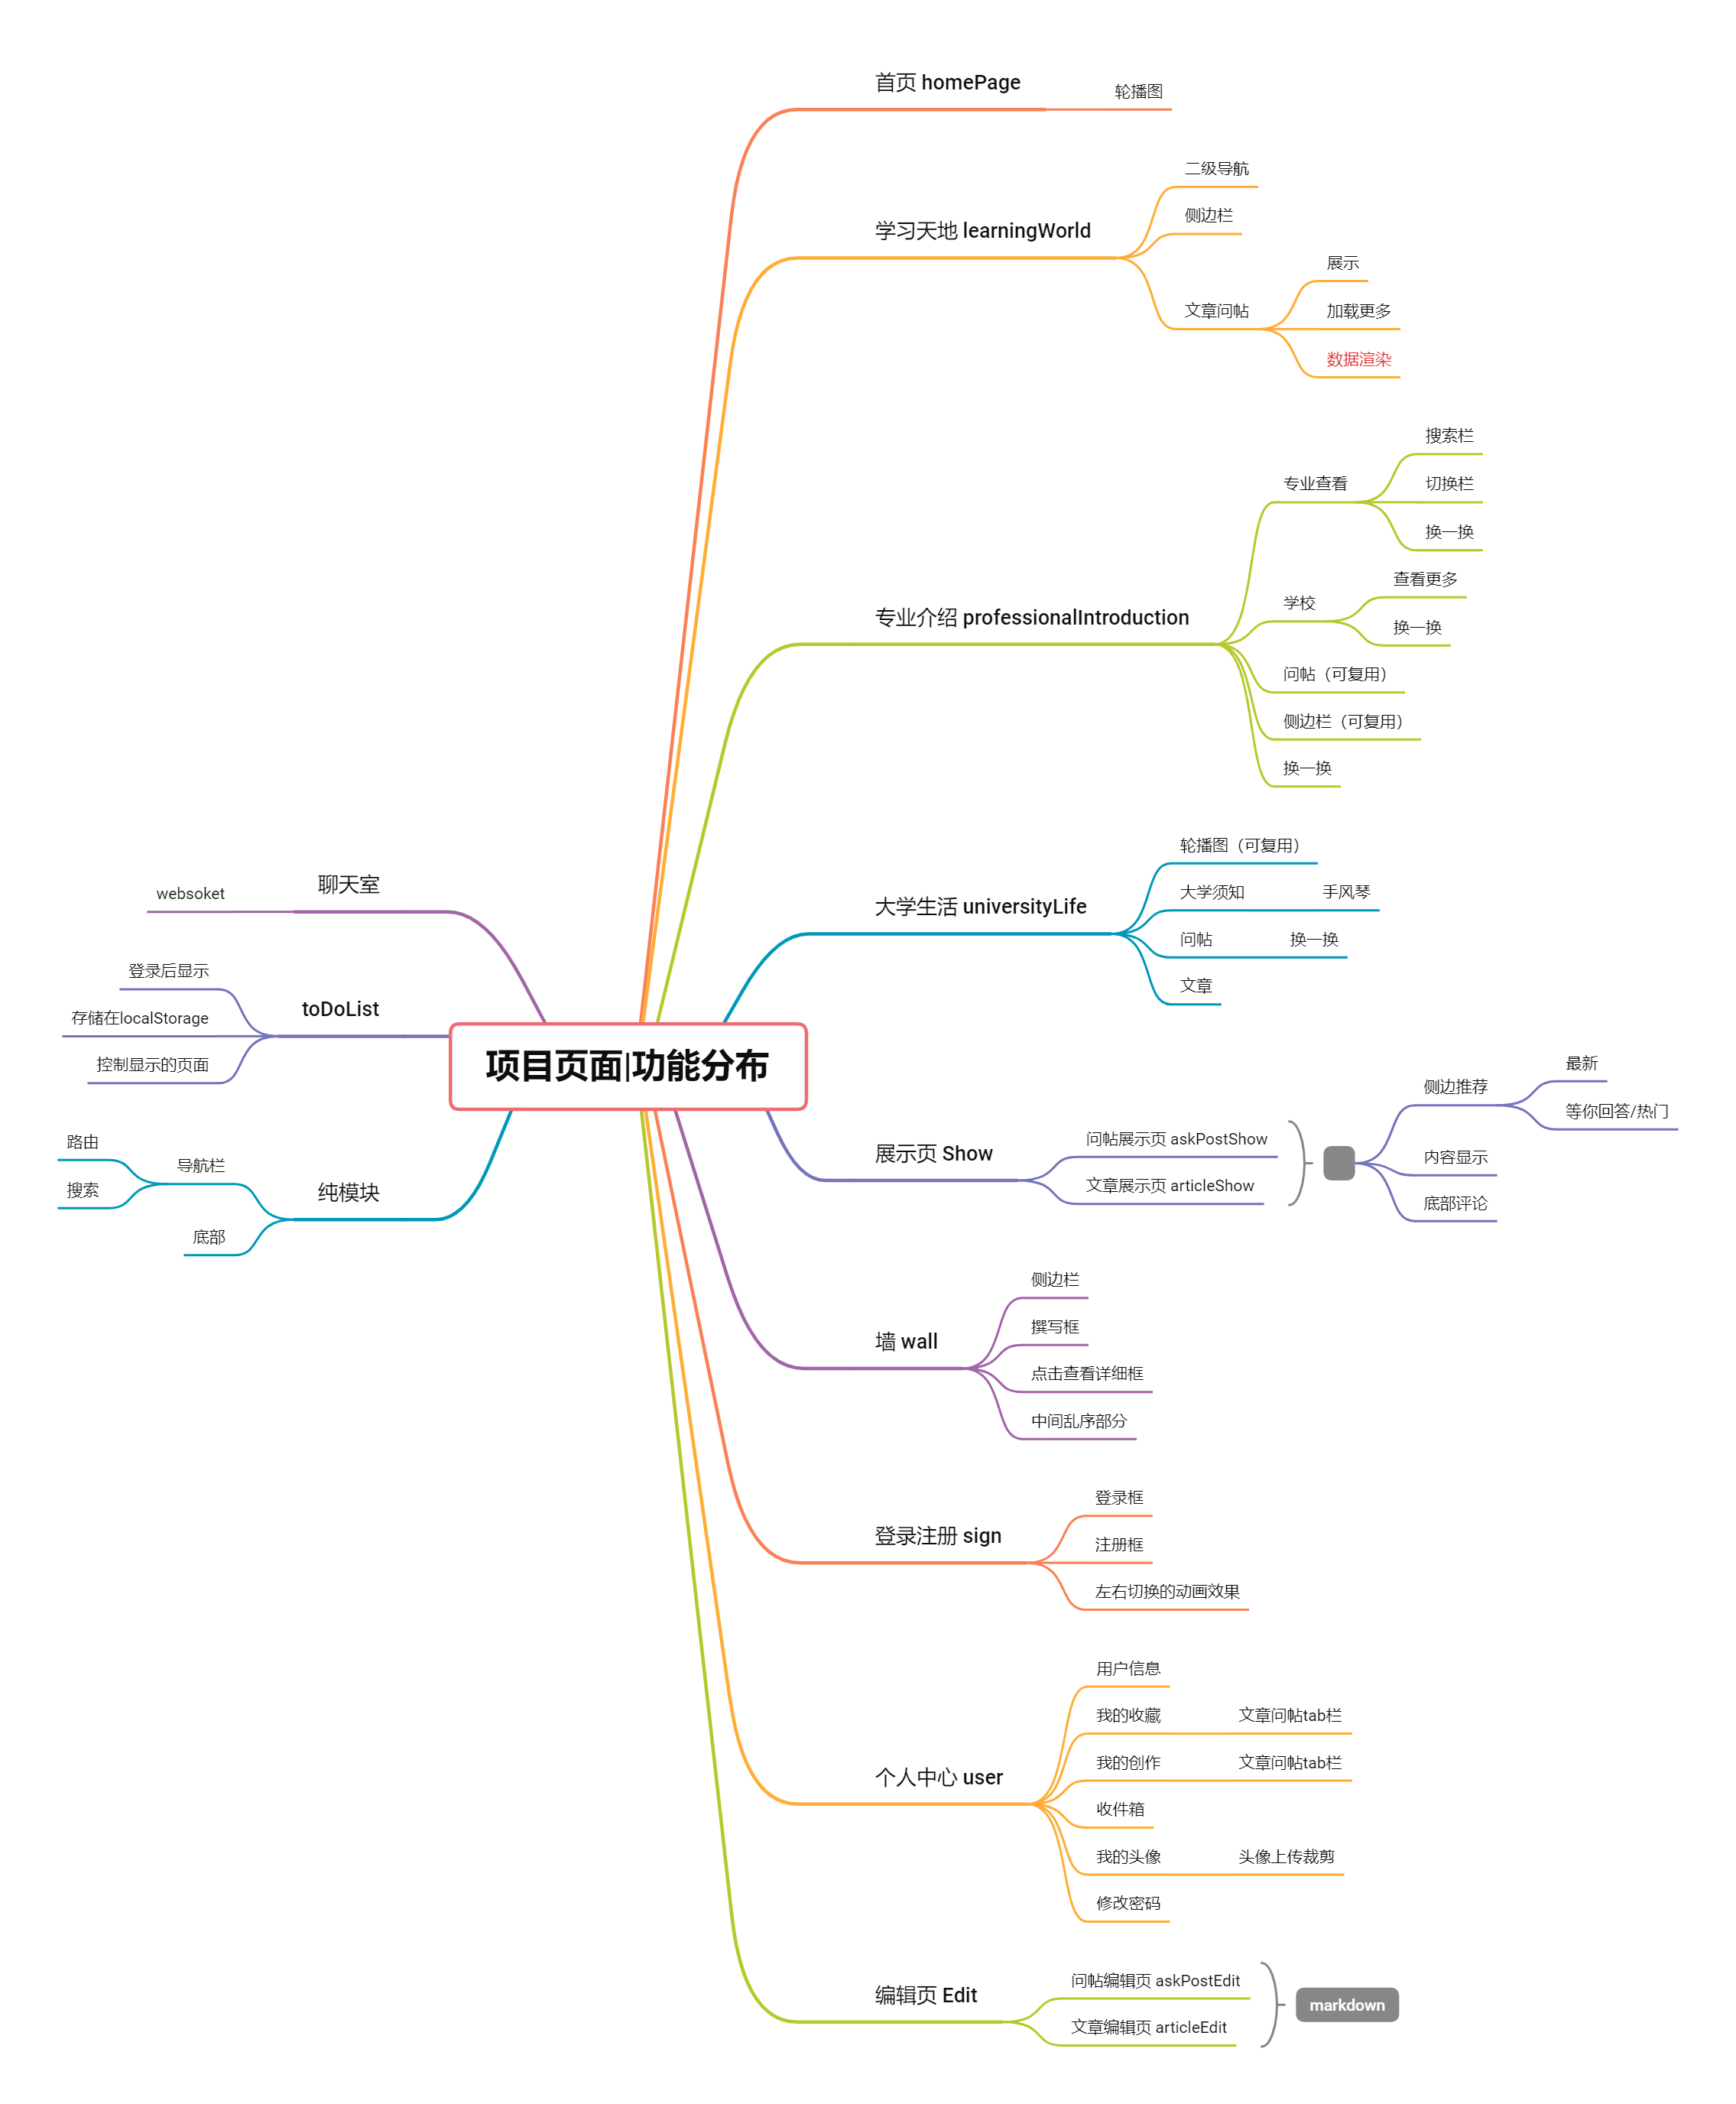 项目页面|功能分布
首页 homePage
轮播图
学习天地 learningWorld
二级导航
侧边栏
文章问帖
展示
加载更多
数据渲染
专业介绍 professionalIntroduction
专业查看
搜索栏
切换栏
换一换
学校
查看更多
换一换
问帖（可复用）
侧边栏（可复用）
换一换
大学生活 universityLife
轮播图（可复用）
大学须知
手风琴
问帖
换一换
文章
展示页 Show
问帖展示页 askPostShow
文章展示页 articleShow
侧边推荐
最新
等你回答/热门
内容显示
底部评论
墙 wall
侧边栏
撰写框
点击查看详细框
中间乱序部分
登录注册 sign
登录框
注册框
左右切换的动画效果
个人中心 user
用户信息
我的收藏
文章问帖tab栏
我的创作
文章问帖tab栏
收件箱
我的头像
头像上传裁剪
修改密码
编辑页 Edit
问帖编辑页 askPostEdit
文章编辑页 articleEdit
markdown
聊天室
websoket
toDoList
登录后显示
存储在localStorage
控制显示的页面
纯模块
导航栏
路由
搜索
底部